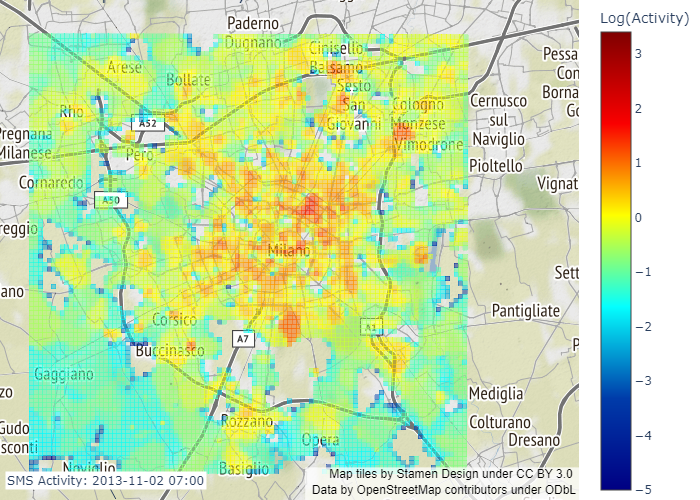 Paderno
Dugnano
Log(Activity)
Cinisello
Balsamo
Arese
Bollate
Sesto
San
Giovanni
Cologno
Monzese
Vimodrone
Pessa
Con
Borna
Go
Cernusco
sul
Naviglio
Rho
A52
Pregnana
Milanese
Pero
Pioltello
Cornaredo
Vignat
A50
reggio
Milano
Sett
ano
Pantigliate
Corsico
A1
A7
Buccinasco
P
Gaggiano
zo
Mediglia
Rozzano
Colturano
Gudo
Dresano
sconti
Opera
Noviglio
Basiglio
SMS Activity: 2013-11-02 07:00
Map tiles by Stamen Design under CC BY 3.0
Data by OpenStreetMap contributors under ODbL
3
2
1
0
−1
−2
−3
−4
−5